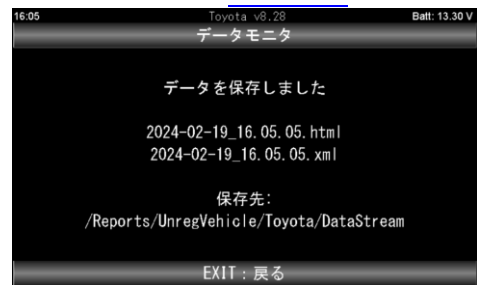 16:05 Toyota v8.28 Batt: 13.30 V
データモニタ
データを保存しました
2024-02-19_16.05.05.html
2024-02-19_16.05.05.xml
保存先:
/Reports/UnregVehicle/Toyota/DataStream
EXIT:戻る